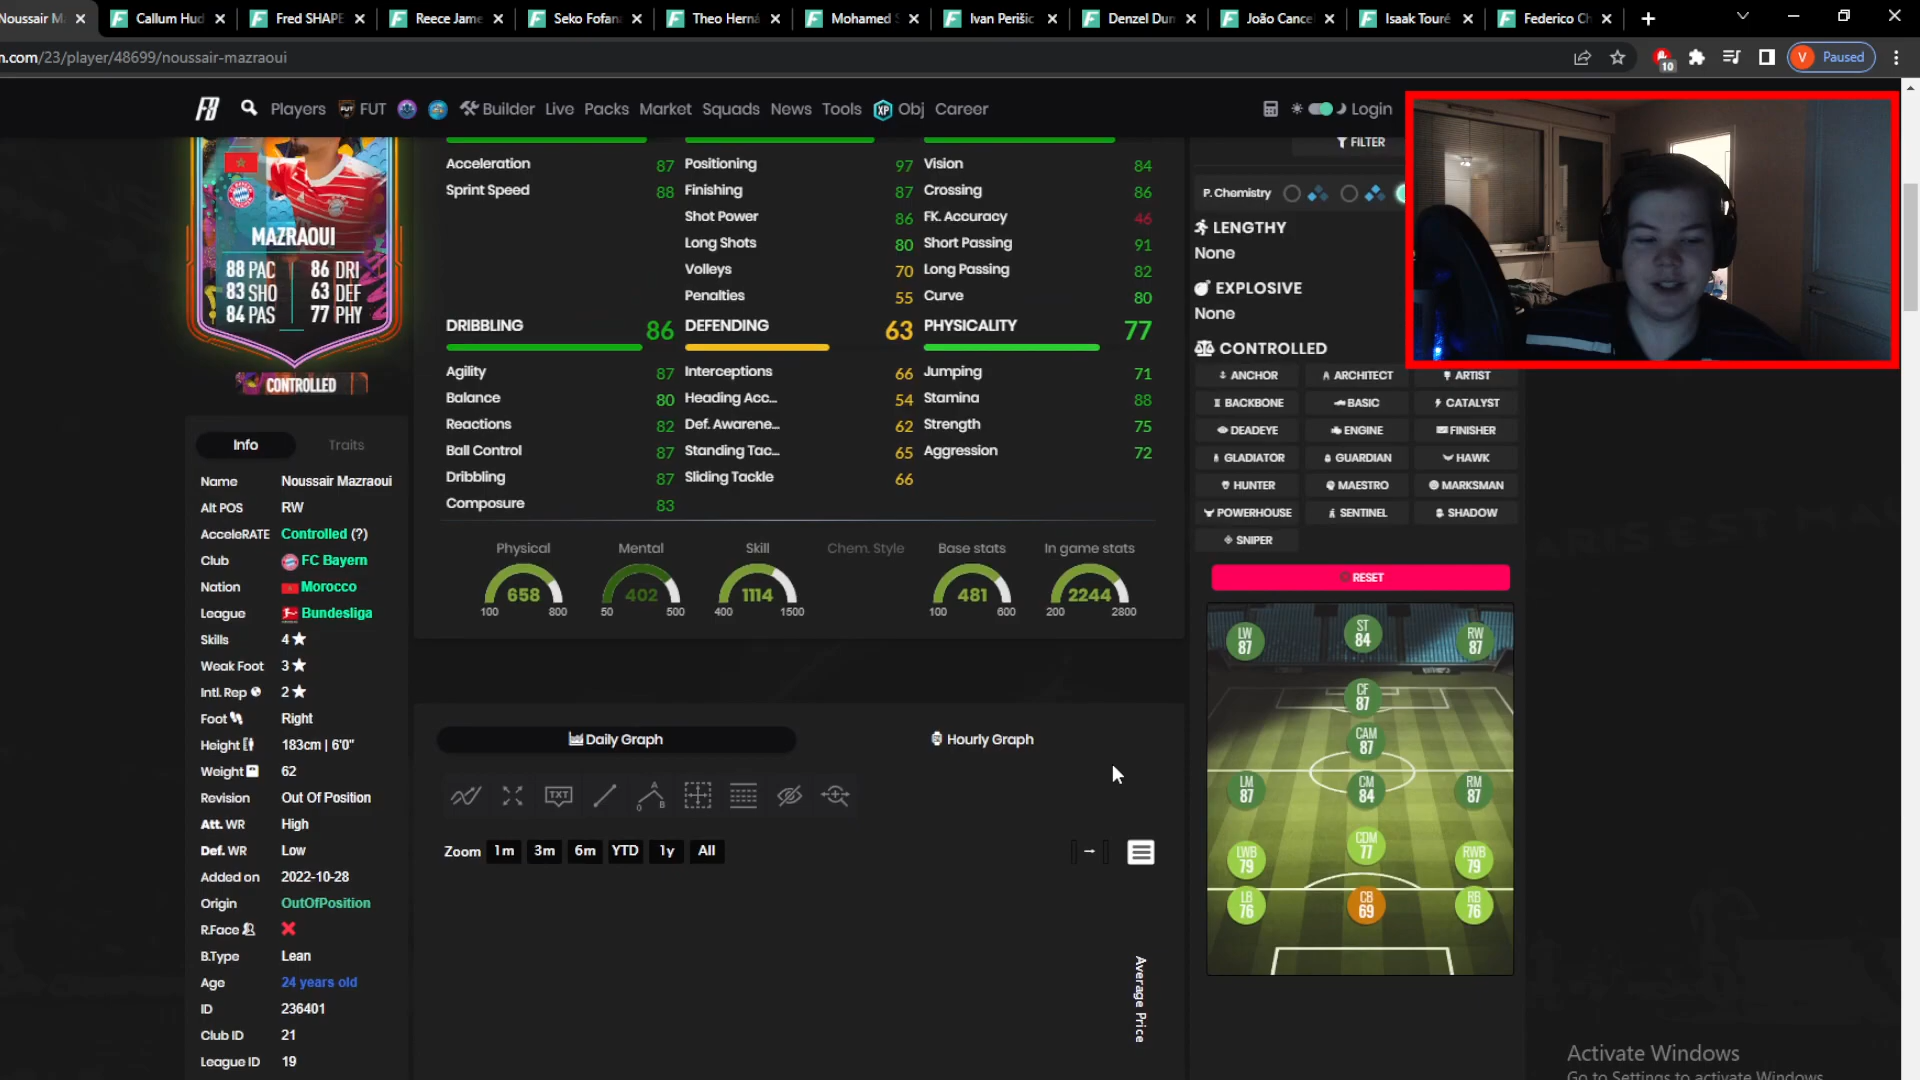 Noussair M
Callum Hud
Fred SHAPE
Reece Jame
Seko Fofan
Theo Herná
Mohamed S
Ivan Perišić
Denzel Dun
João Cance
Isaak Touré
Federico Ch
m.com/23/player/48699/noussair-mazraoui
10
V Paused
Players FUT Builder Live Packs Market Squads News Tools XP Obj Career Login
FILTER
MAZRAOUI
88 PAC 86 DRI
83 SHO 63 DEF
84 PAS 77 PHY
CONTROLLED
Acceleration 87 Positioning 97 Vision 84
Sprint Speed 88 Finishing 87 Crossing 86
Shot Power 86 FK. Accuracy 46
Long Shots 80 Short Passing 91
Volleys 70 Long Passing 82
Penalties 55 Curve 80
DRIBBLING 86 DEFENDING 63 PHYSICALITY 77
Agility 87 Interceptions 66 Jumping 71
Balance 80 Heading Acc... 54 Stamina 88
Reactions 82 Def. Awarene... 62 Strength 75
Ball Control 87 Standing Tac... 65 Aggression 72
Dribbling 87 Sliding Tackle 66
Composure 83
Physical Mental Skill Chem. Style Base stats In game stats
658 402 1114 481 2244
100 800 50 500 400 1500 100 600 200 2800
P. Chemistry
LENGTHY
None
EXPLOSIVE
None
CONTROLLED
ANCHOR ARCHITECT ARTIST
BACKBONE BASIC CATALYST
DEADEYE ENGINE FINISHER
GLADIATOR GUARDIAN HAWK
HUNTER MAESTRO MARKSMAN
POWERHOUSE SENTINEL SHADOW
SNIPER
RESET
LW 87 ST 84 RW 87
CF 87
CAM 87
LM 87 CM 84 RM 87
LWB 79 CDM 77 RWB 79
LB 76 CB 69 RB 76
Info Traits
Name Noussair Mazraoui
Alt POS RW
AcceleRATE Controlled (?)
Club FC Bayern
Nation Morocco
League Bundesliga
Skills 4
Weak Foot 3
Intl. Rep 2
Foot Right
Height 183cm | 6'0"
Weight 62
Revision Out Of Position
Att. WR High
Def. WR Low
Added on 2022-10-28
Origin OutOfPosition
R.Face
B.Type Lean
Age 24 years old
ID 236401
Club ID 21
League ID 19
Daily Graph Hourly Graph
TXT
Zoom 1m 3m 6m YTD 1y All
→
Average Price
Activate Windows
Go to Settings to activate Windows